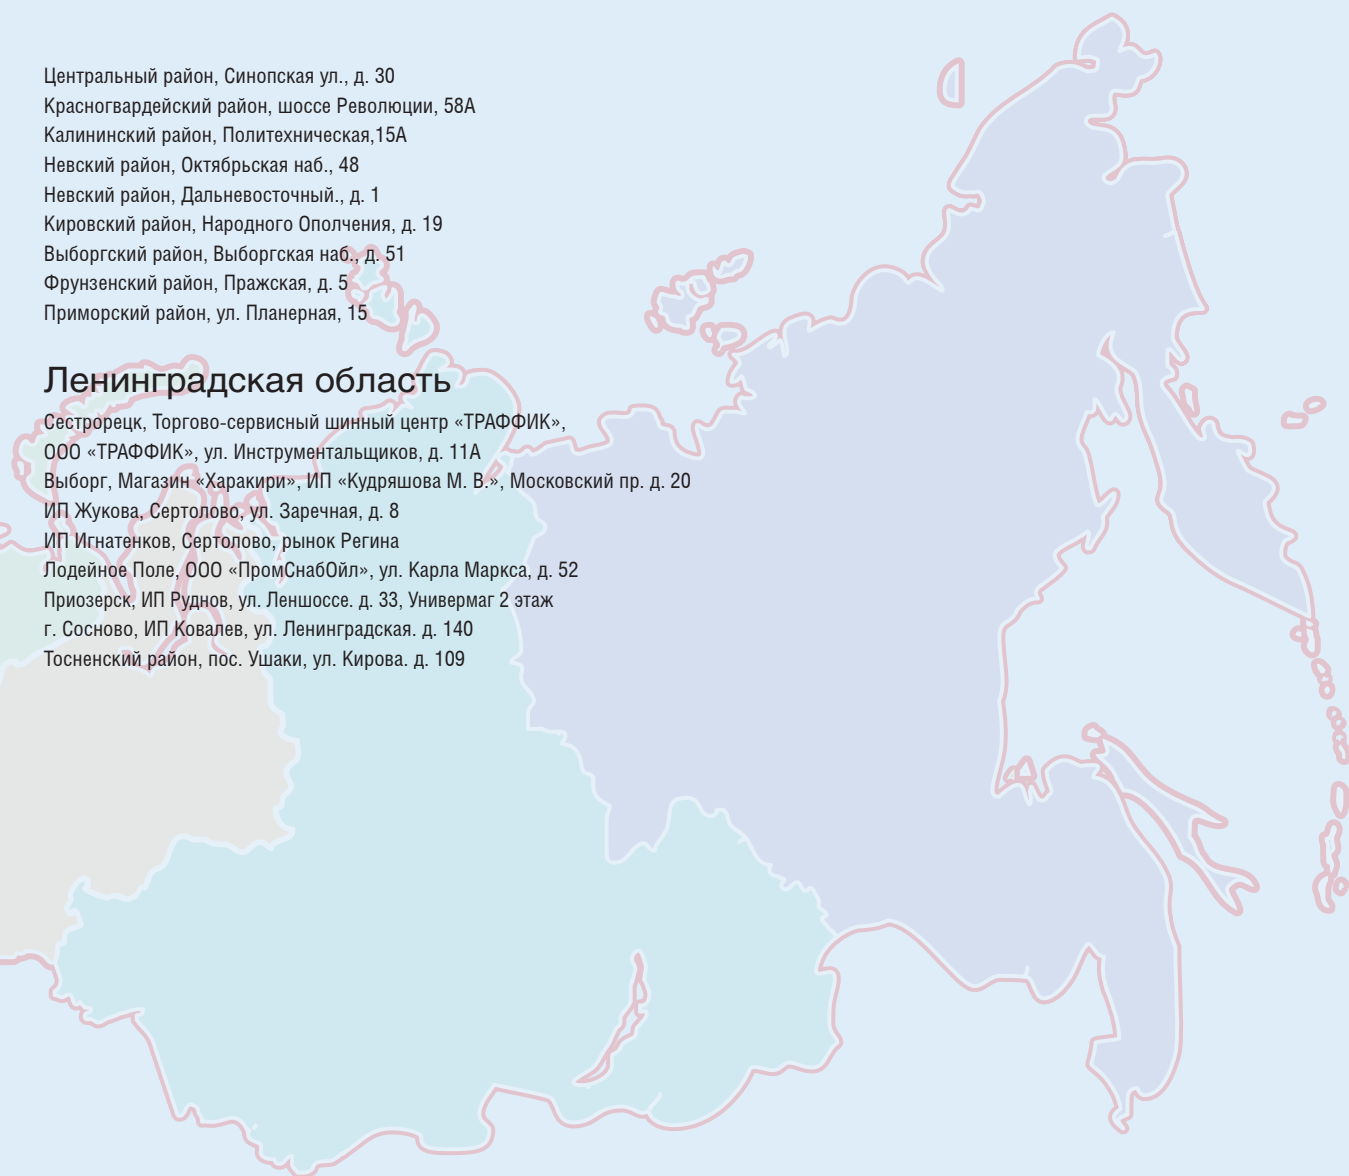 Центральный район, Синопская ул., д. 30
Красногвардейский район, шоссе Революции, 58А
Калининский район, Политехническая,15А
Невский район, Октябрьская наб., 48
Невский район, Дальневосточный., д. 1
Кировский район, Народного Ополчения, д. 19
Выборгский район, Выборгская наб., д. 51
Фрунзенский район, Пражская, д. 5
Приморский район, ул. Планерная, 15
Ленинградская область
Сестрорецк, Торгово-сервисный шинный центр «ТРАФФИК»,
ООО «ТРАФФИК», ул. Инструментальщиков, д. 11А
Выборг, Магазин «Харакири», ИП «Кудряшова М. В.», Московский пр. д. 20
ИП Жукова, Сертолово, ул. Заречная, д. 8
ИП Игнатенков, Сертолово, рынок Регина
Лодейное Поле, ООО «ПромСнабОйл», ул. Карла Маркса, д. 52
Приозерск, ИП Руднов, ул. Леншоссе. д. 33, Универмаг 2 этаж
г. Сосново, ИП Ковалев, ул. Ленинградская. д. 140
Тосненский район, пос. Ушаки, ул. Кирова. д. 109